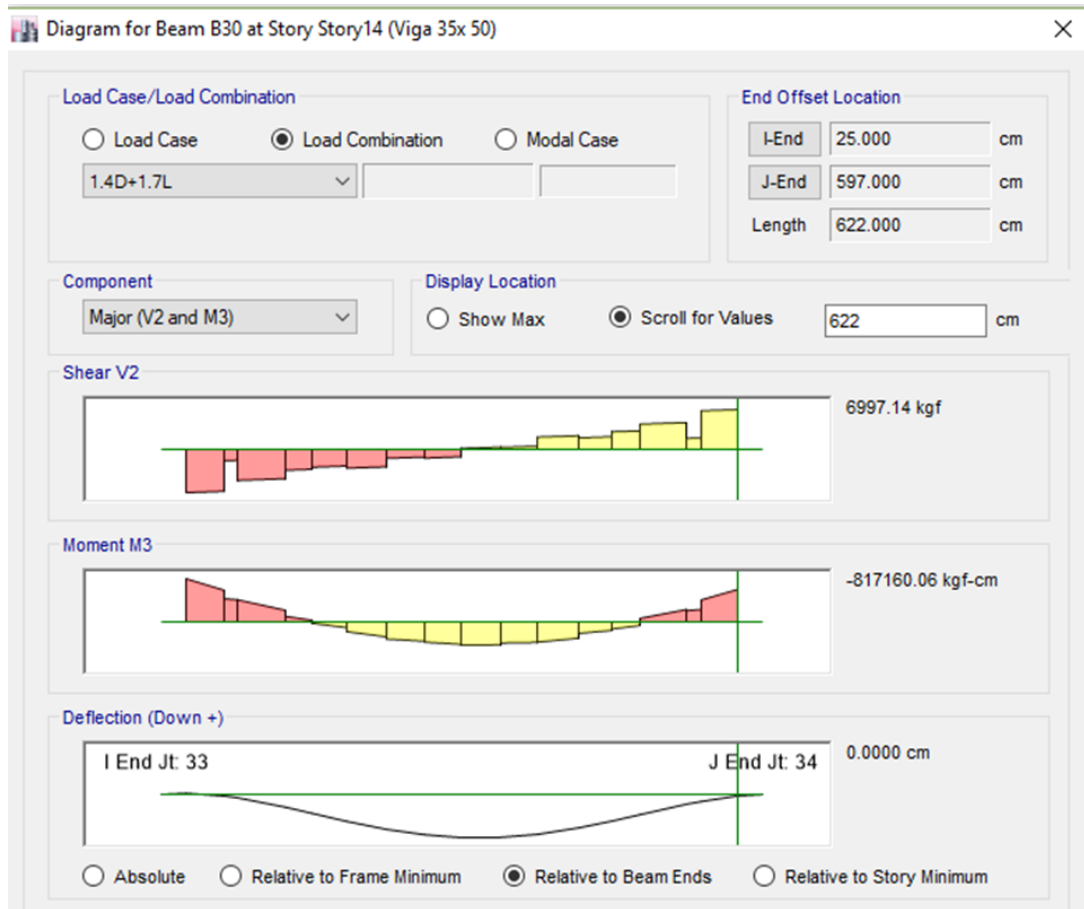 Diagram for Beam B30 at Story Story14 (Viga 35x 50)
Load Case/Load Combination
Load Case
Load Combination
Modal Case
1.4D+1.7L
End Offset Location
I-End 25.000 cm
J-End 597.000 cm
Length 622.000 cm
Component
Major (V2 and M3)
Display Location
Show Max
Scroll for Values
622 cm
Shear V2
6997.14 kgf
Moment M3
-817160.06 kgf-cm
Deflection (Down +)
I End Jt: 33
J End Jt: 34
0.0000 cm
Absolute
Relative to Frame Minimum
Relative to Beam Ends
Relative to Story Minimum